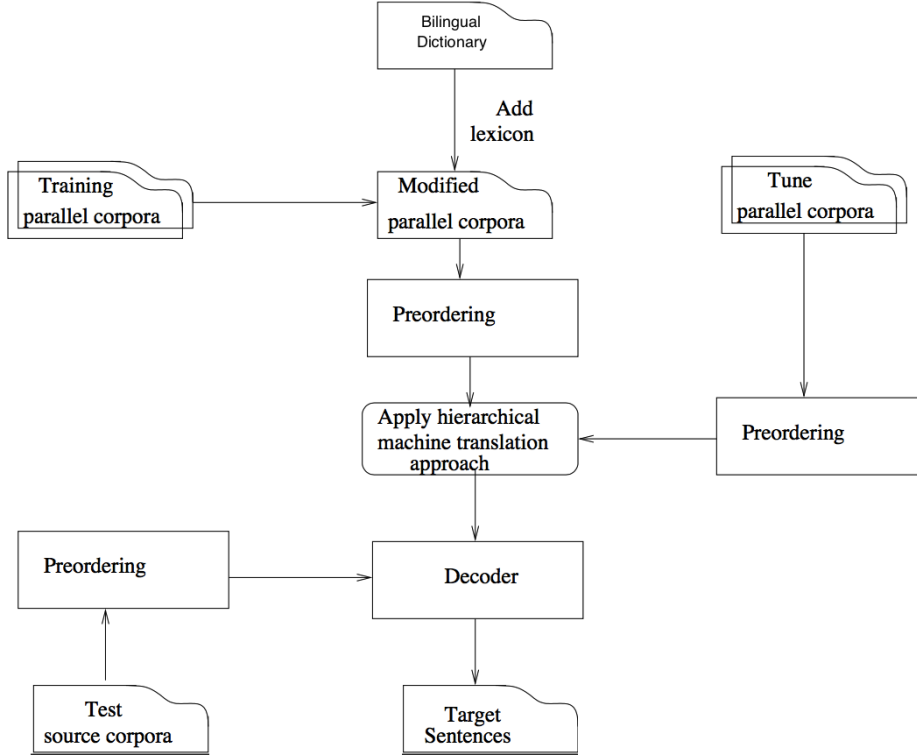 Bilingual
Dictionary
Add
lexicon
Training
parallel corpora
Modified
parallel corpora
Tune
parallel corpora
Preordering
Apply hierarchical
machine translation
approach
Preordering
Preordering
Decoder
Test
source corpora
Target
Sentences